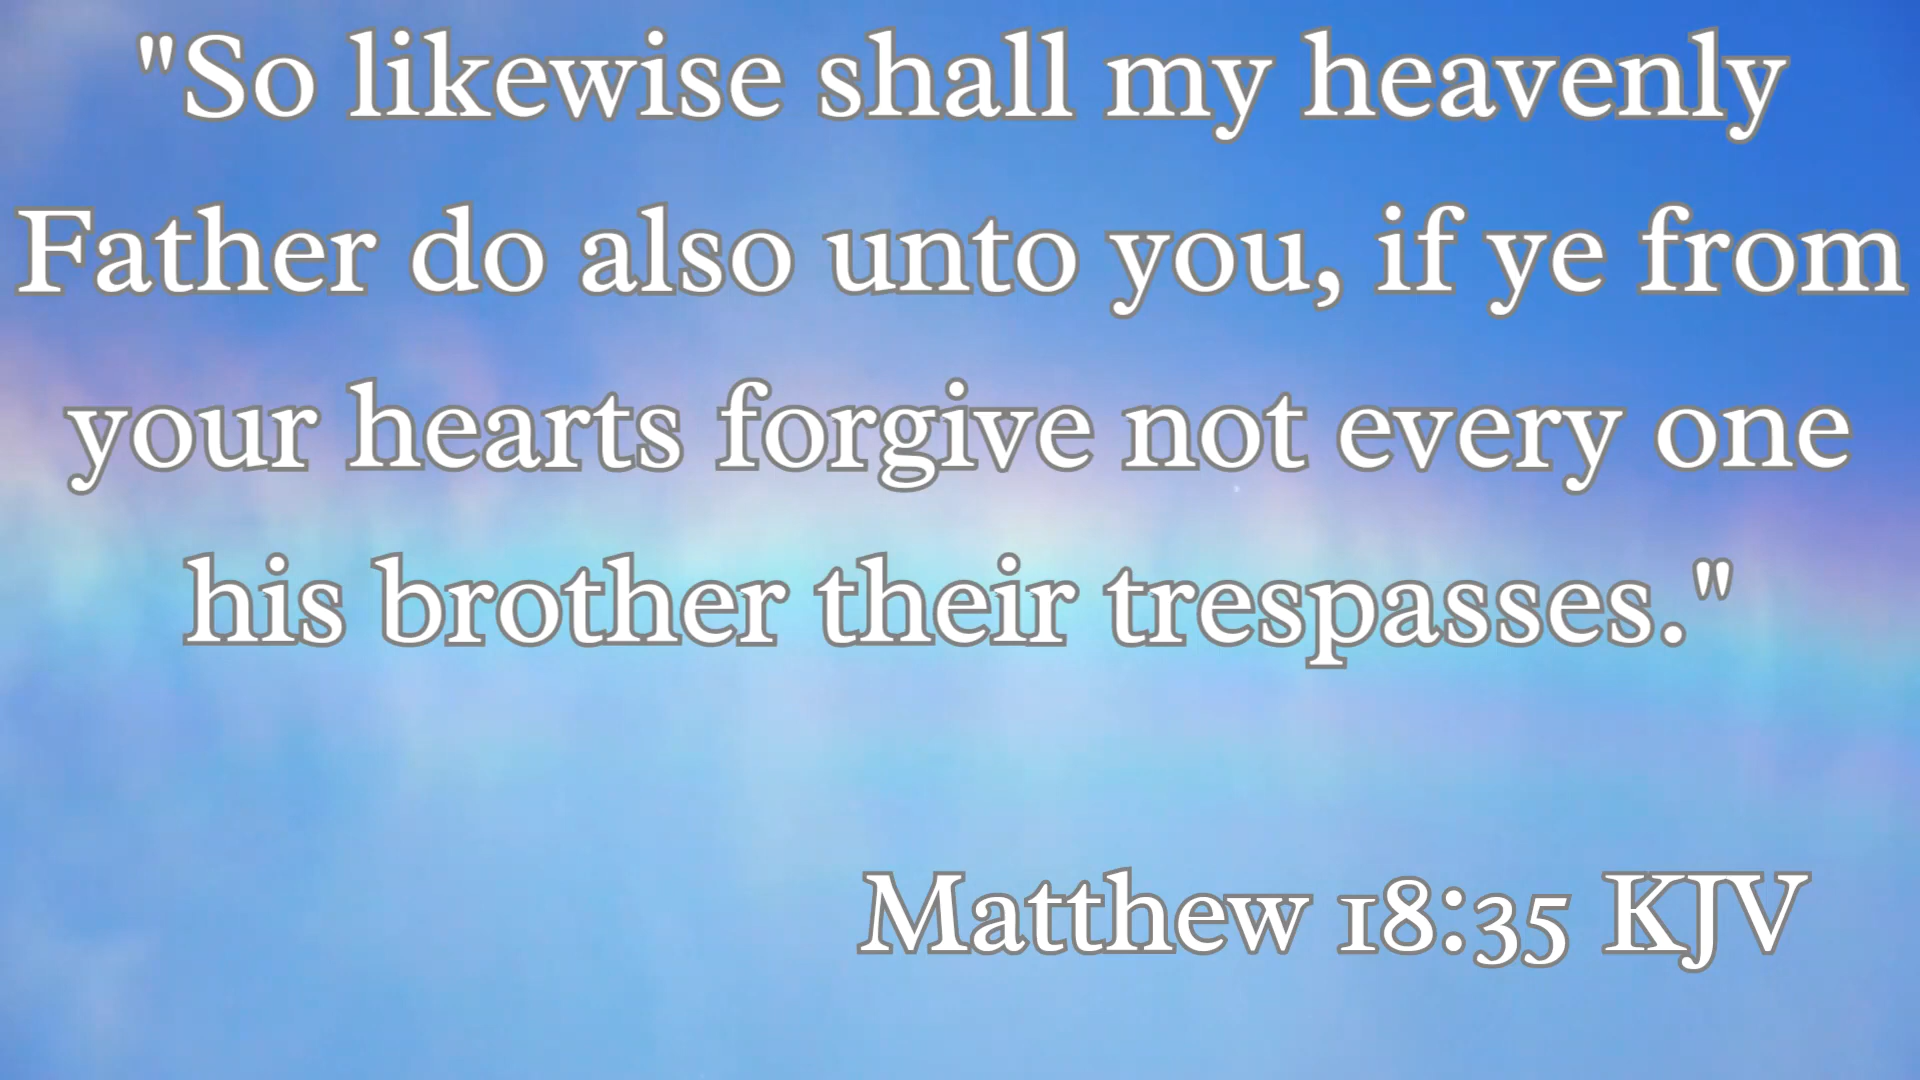 "So likewise shall my heavenly
Father do also unto you, if ye from
your hearts forgive not every one
his brother their trespasses."
Matthew 18:35 KJV